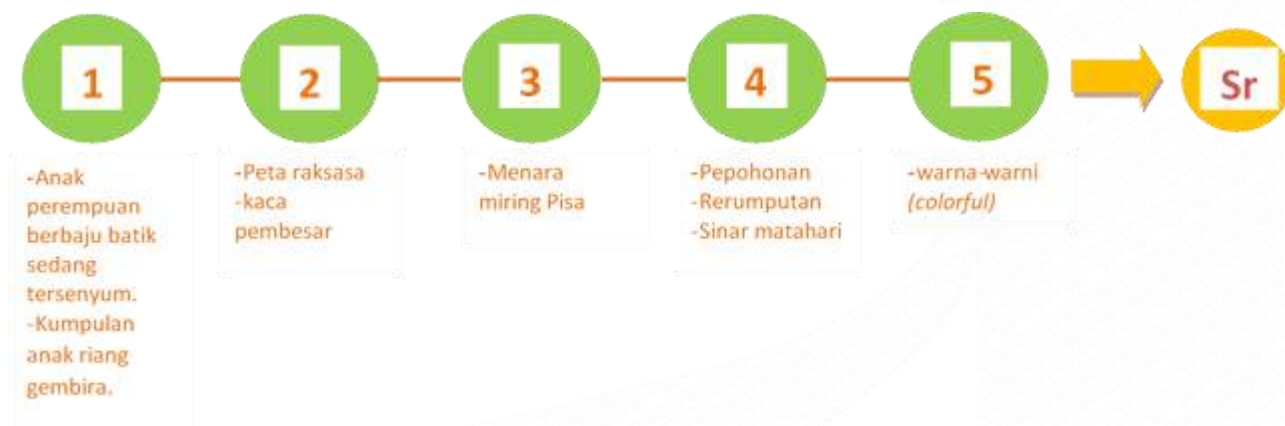 1
2
3
4
5
Sr
-Anak
perempuan
berbaju batik
sedang
tersenyum.
-Kumpulan
anak riang
gembira.
-Peta raksasa
-kaca
pembesar
-Menara
miring Pisa
-Pepohonan
-Rerumputan
-Sinar matahari
-warna-warni
(colorful)